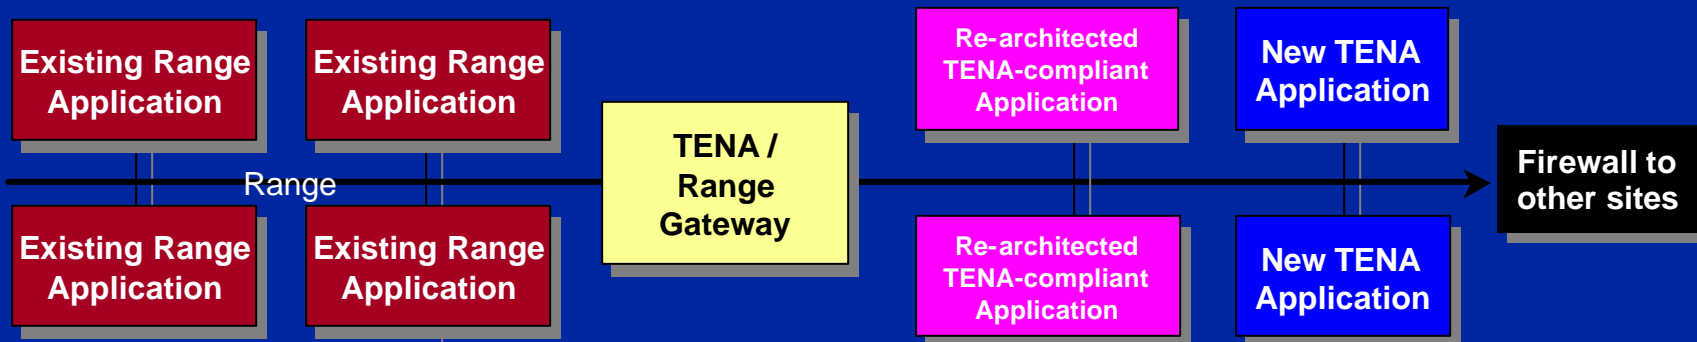 Existing Range
Application
Existing Range
Application
Re-architected
TENA-compliant
Application
New TENA
Application
TENA /
Range
Gateway
Firewall to
other sites
Range
Existing Range
Application
Existing Range
Application
Re-architected
TENA-compliant
Application
New TENA
Application